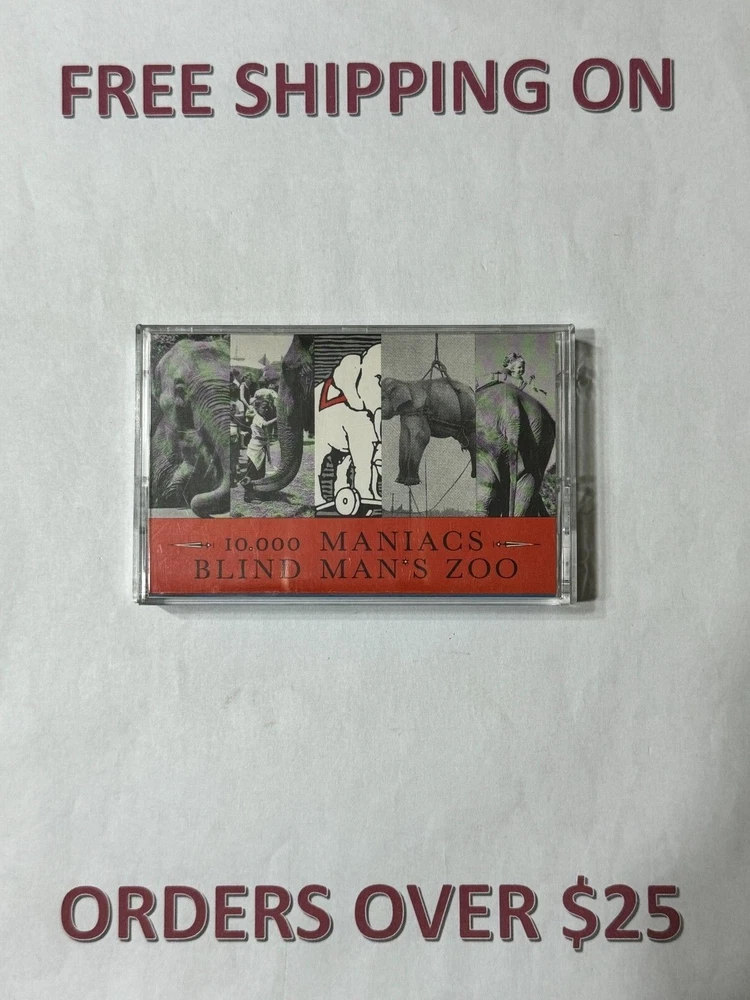 FREE SHIPPING ON
10,000 MANIACS
BLIND MAN'S ZOO
ORDERS OVER $25